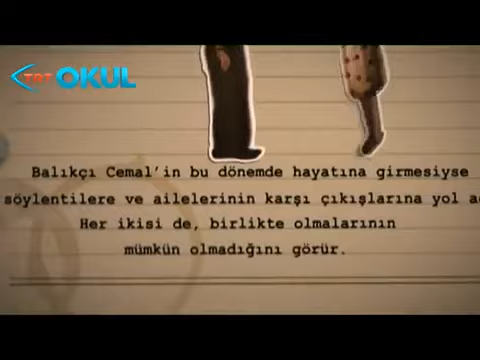 TRT OKUL
Balıkçı Cemal'in bu dönemde hayatına girmesiyse
söylentilere ve ailelerinin karşı çıkışlarına yol
Her ikisi de, birlikte olmalarının
mümkün olmadığını görür.